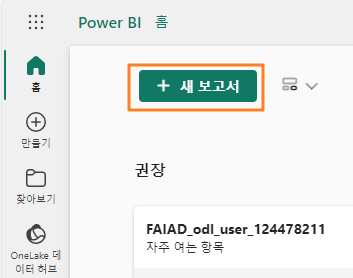 Power BI 홈
홈
+ 새 보고서
만들기
찾아보기
OneLake 데
이터 허브
권장
FAIAD_odl_user_124478211
자주 여는 항목